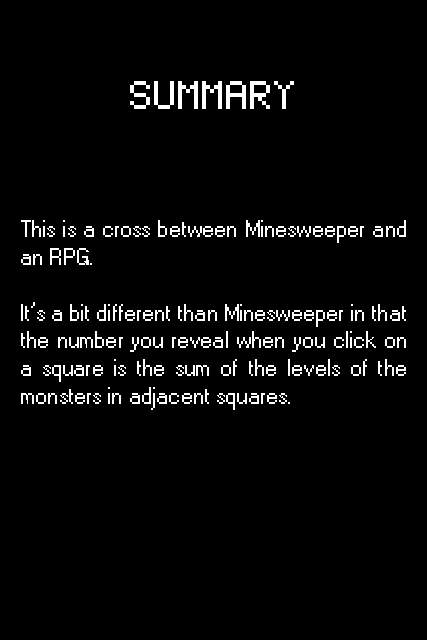 SUMMARY
This is a cross between Minesweeper and
an RPG.
It's a bit different than Minesweeper in that
the number you reveal when you click on
a square is the sum of the levels of the
monsters in adjacent squares.